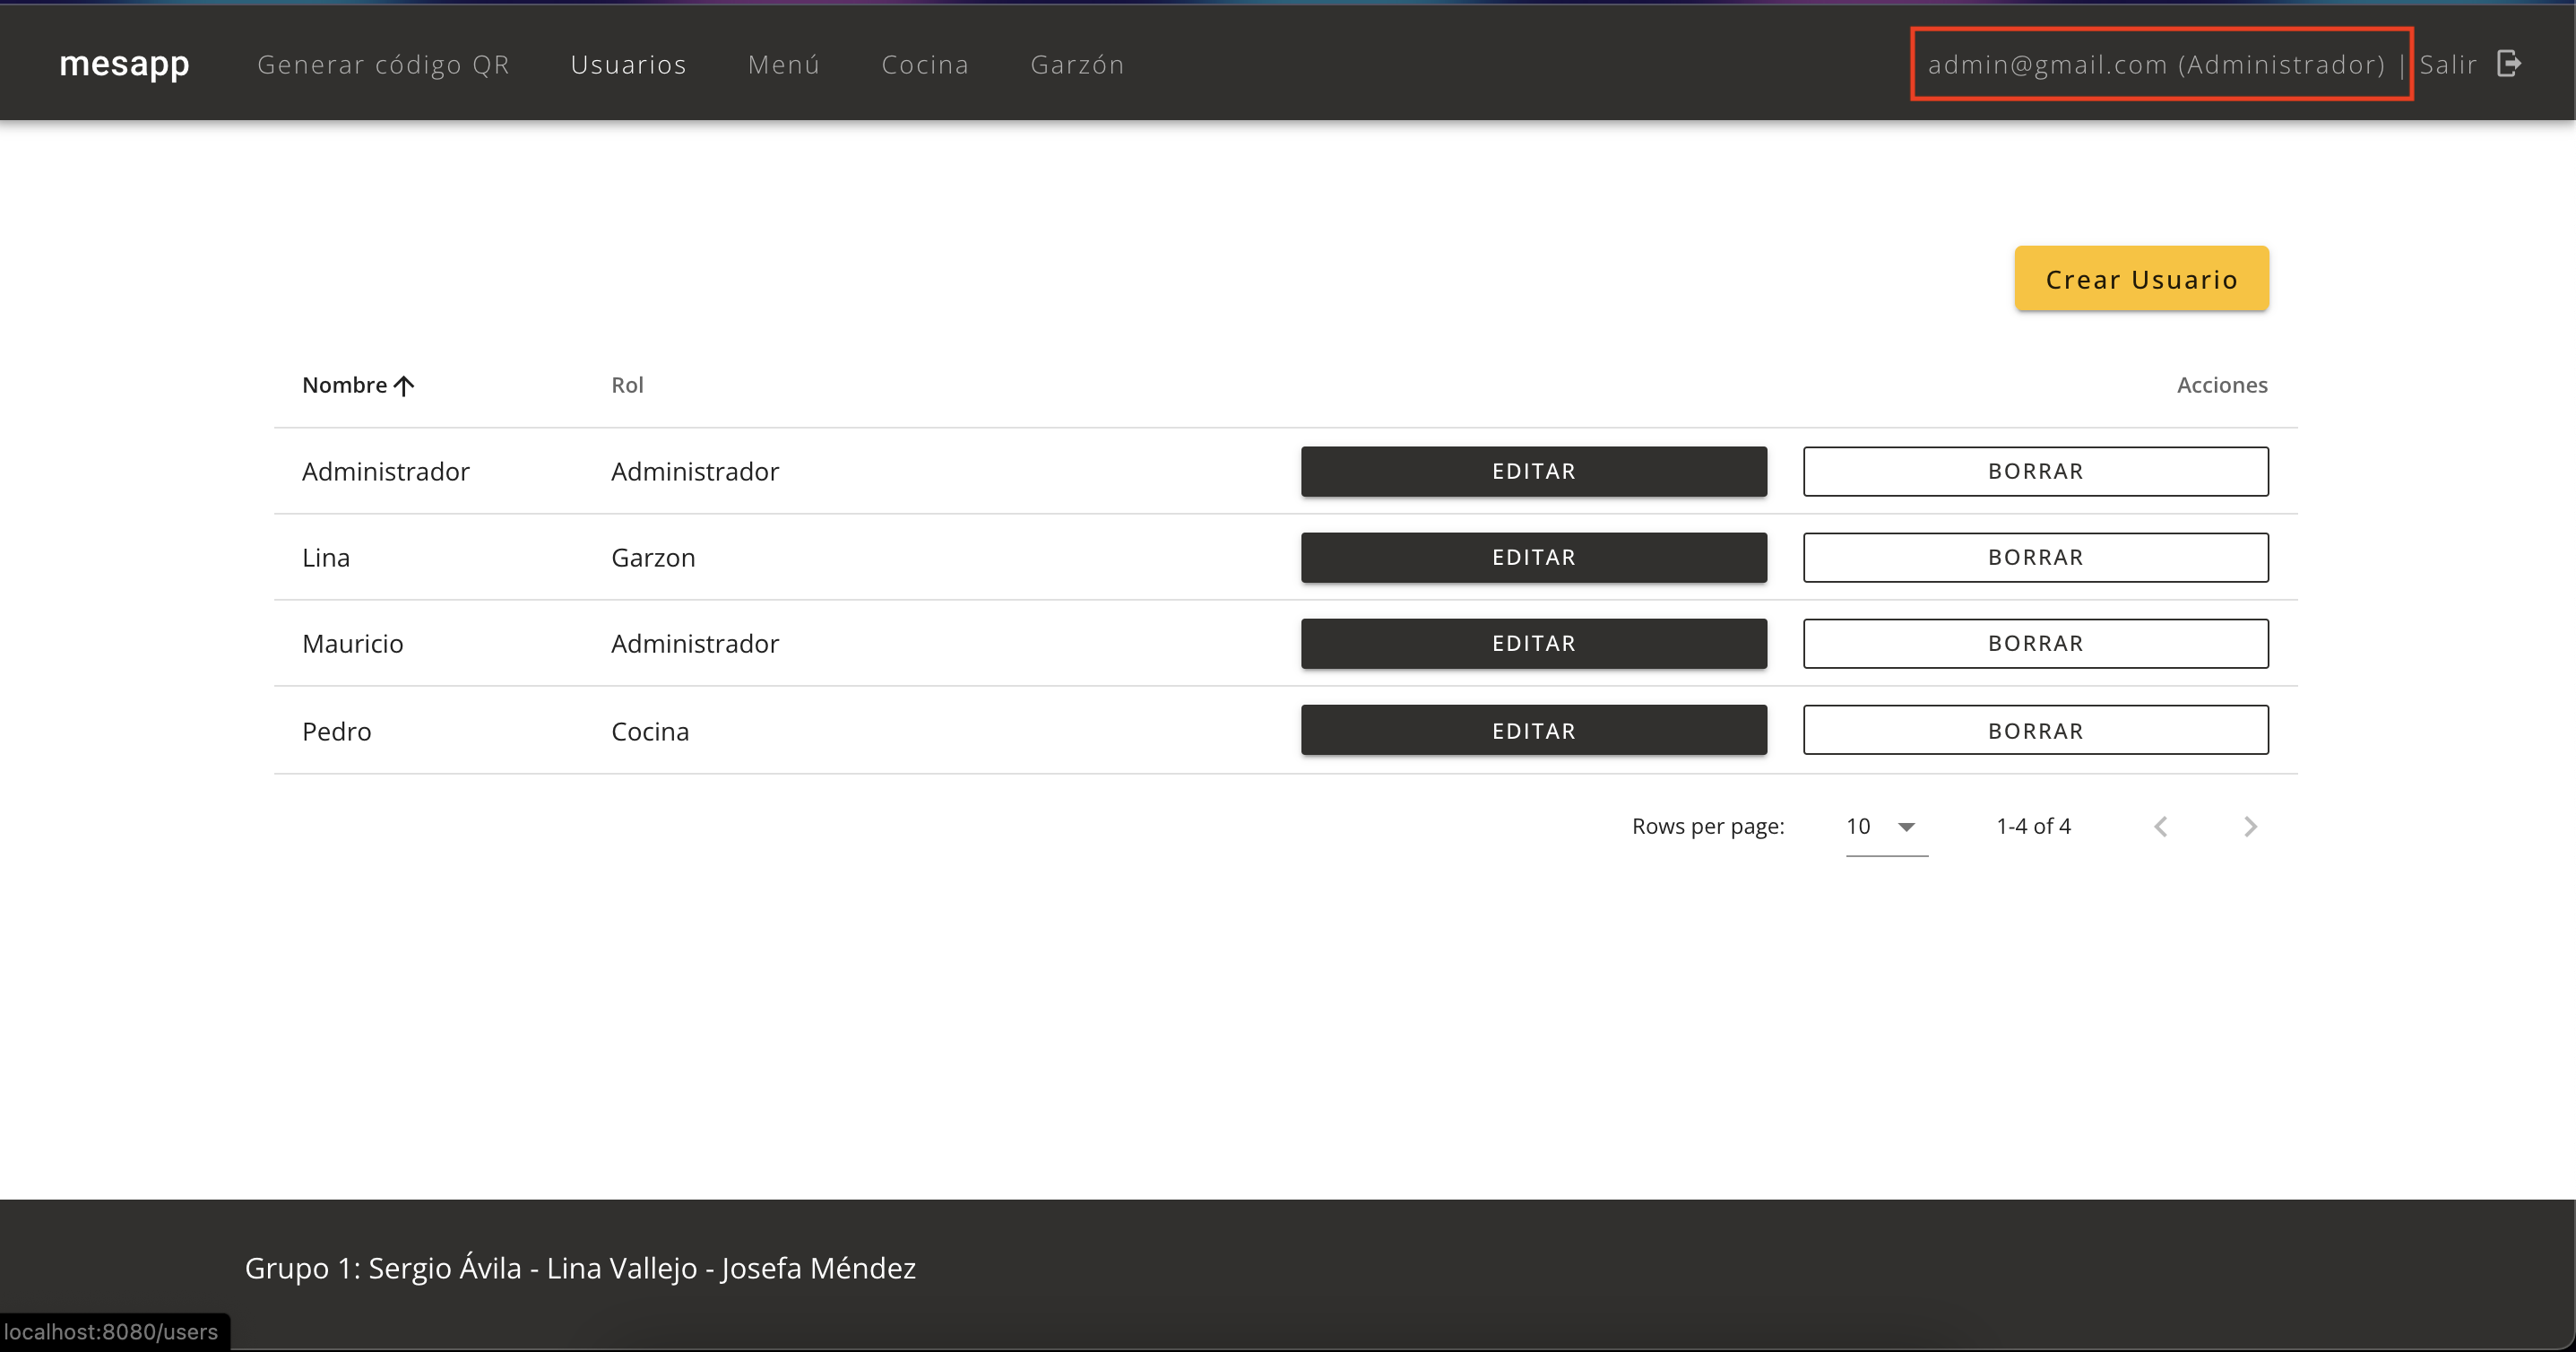 mesapp Generar código QR Usuarios Menú Cocina Garzón admin@gmail.com (Administrador) | Salir
Crear Usuario
Nombre Rol Acciones
Administrador Administrador EDITAR BORRAR
Lina Garzon EDITAR BORRAR
Mauricio Administrador EDITAR BORRAR
Pedro Cocina EDITAR BORRAR
Rows per page: 10 1-4 of 4
Grupo 1: Sergio Ávila - Lina Vallejo - Josefa Méndez
localhost:8080/users